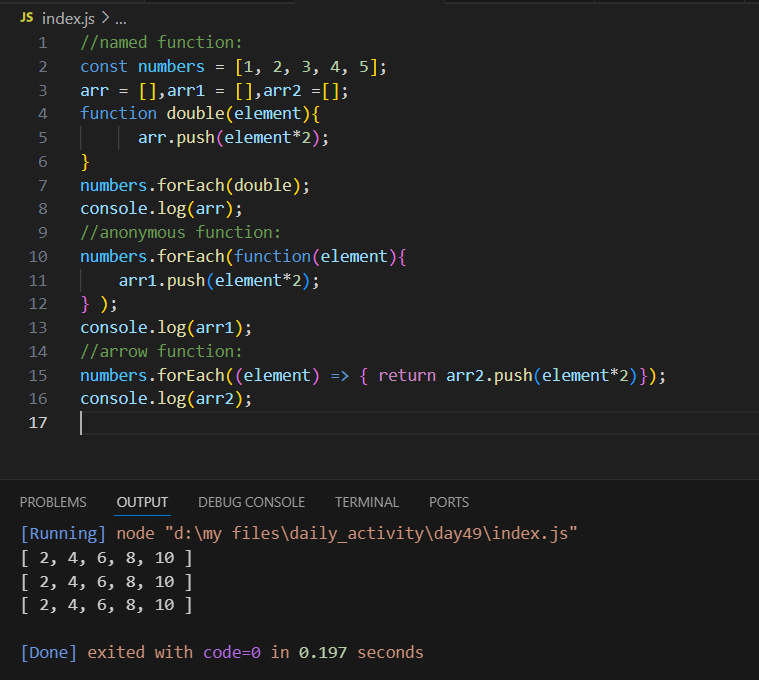 JS index.js > ...
1 //named function:
2 const numbers = [1, 2, 3, 4, 5];
3 arr = [],arr1 = [],arr2 =[];
4 function double(element){
5 arr.push(element*2);
6 }
7 numbers.forEach(double);
8 console.log(arr);
9 //anonymous function:
10 numbers.forEach(function(element){
11 arr1.push(element*2);
12 } );
13 console.log(arr1);
14 //arrow function:
15 numbers.forEach((element) => { return arr2.push(element*2)});
16 console.log(arr2);
17
PROBLEMS OUTPUT DEBUG CONSOLE TERMINAL PORTS
[Running] node "d:\my files\daily_activity\day49\index.js"
[ 2, 4, 6, 8, 10 ]
[ 2, 4, 6, 8, 10 ]
[ 2, 4, 6, 8, 10 ]
[Done] exited with code=0 in 0.197 seconds